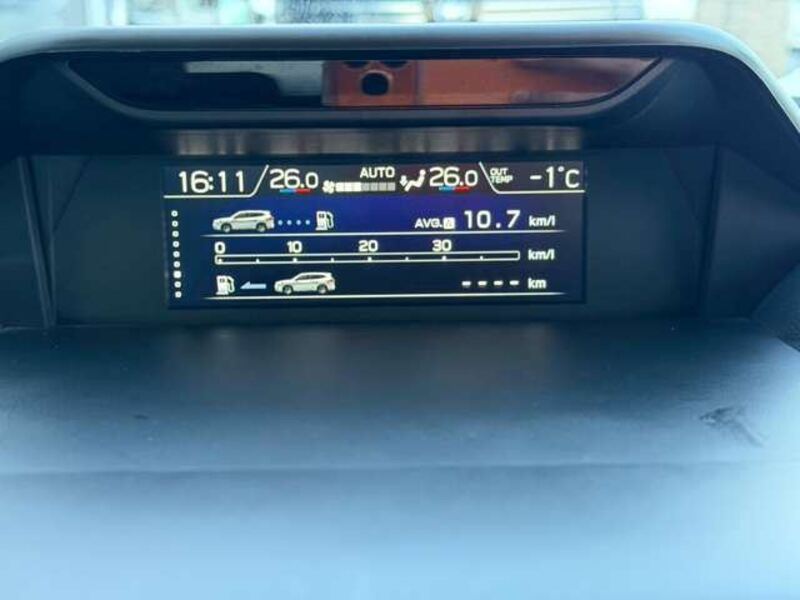 16:11 26.0 AUTO 26.0 OUT TEMP -1°C
AVG. A 10.7 km/l
0 10 20 30 km/l
---- km